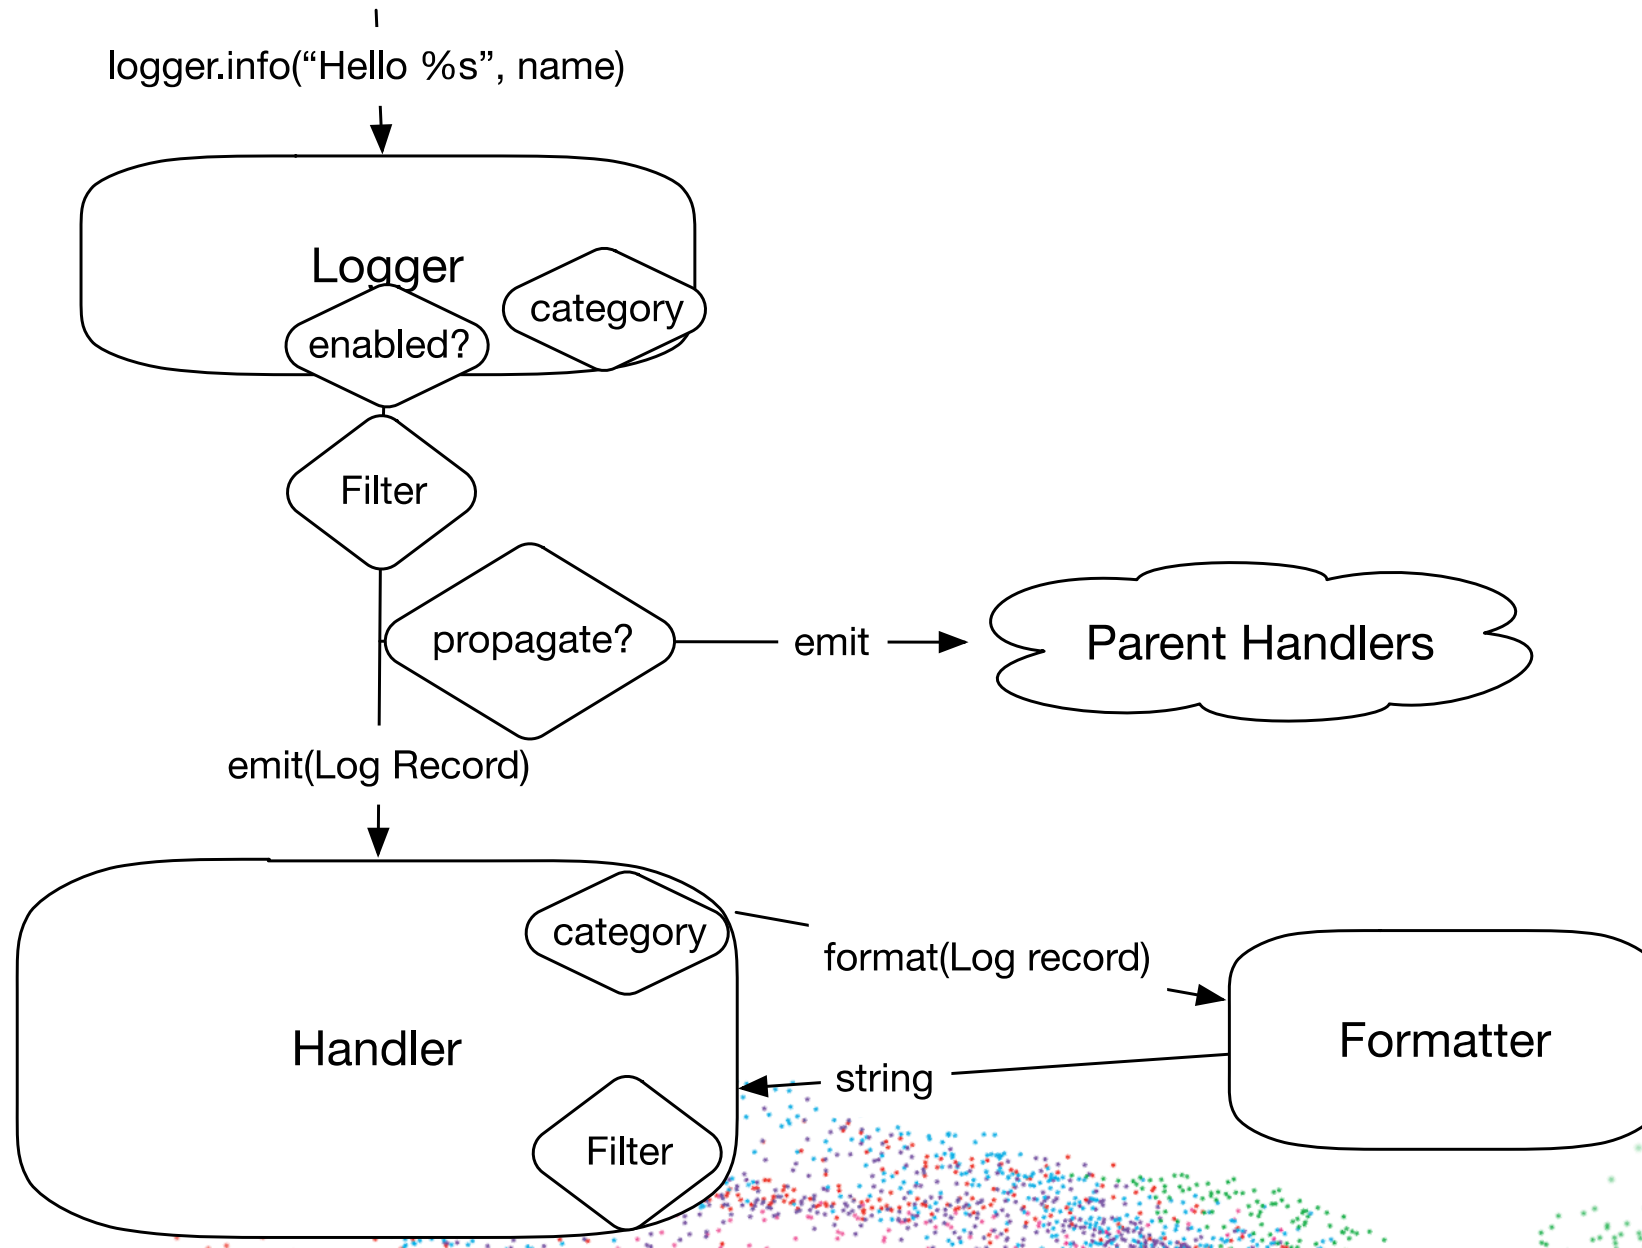 logger.info(“Hello %s”, name)
Logger
category
enabled?
Filter
propagate?
emit
Parent Handlers
emit(Log Record)
category
format(Log record)
Handler
Formatter
string
Filter